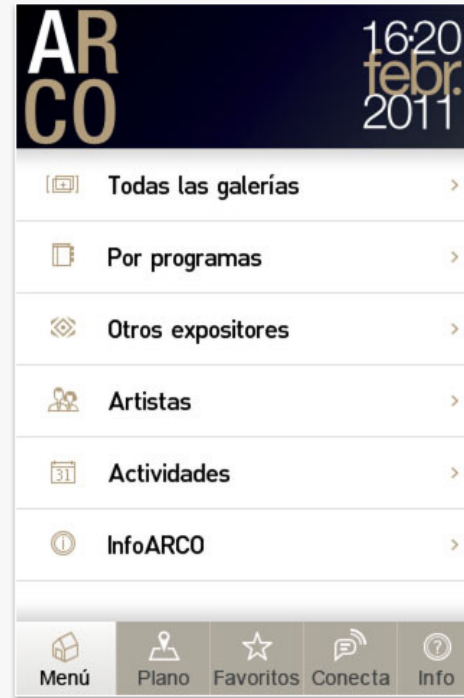 AR
CO
16·20
febr.
2011
Todas las galerías
Por programas
Otros expositores
Artistas
31
Actividades
InfoARCO
Menú
Plano
Favoritos
Conecta
Info